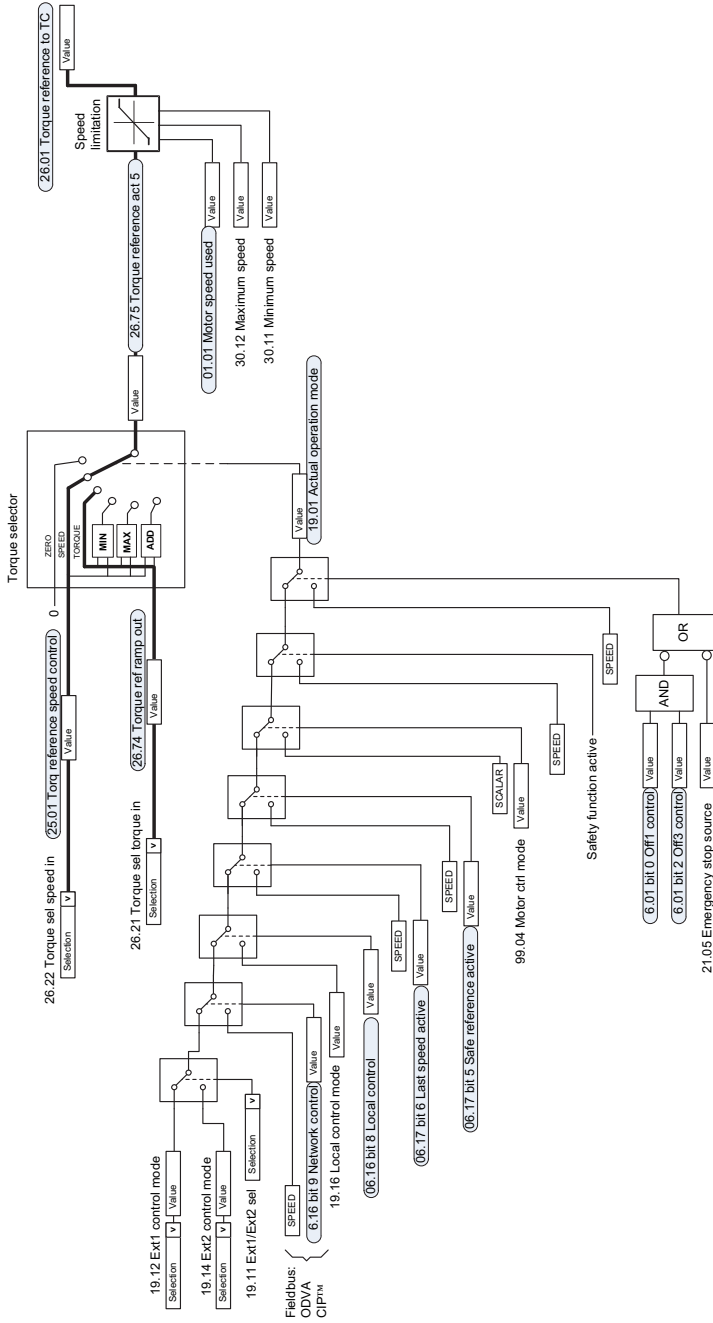 Torque selector
26.22 Torque sel speed in
Selection
v
25.01 Torq reference speed control
Value
0
ZERO
SPEED
TORQUE
MIN
MAX
ADD
26.21 Torque sel torque in
Selection
v
26.74 Torque ref ramp out
Value
Value
26.75 Torque reference act 5
Speed
limitation
26.01 Torque reference to TC
Value
01.01 Motor speed used
Value
30.12 Maximum speed
Value
30.11 Minimum speed
Value
19.01 Actual operation mode
Value
19.12 Ext1 control mode
Selection
v
Value
19.14 Ext2 control mode
Selection
v
Value
19.11 Ext1/Ext2 sel
Selection
v
Fieldbus:
ODVA
CIP™
SPEED
6.16 bit 9 Network control
Value
19.16 Local control mode
Value
06.16 bit 8 Local control
Value
SPEED
06.17 bit 6 Last speed active
Value
SPEED
06.17 bit 5 Safe reference active
Value
SCALAR
99.04 Motor ctrl mode
Value
SPEED
Safety function active
SPEED
6.01 bit 0 Off1 control
Value
6.01 bit 2 Off3 control
Value
AND
OR
21.05 Emergency stop source
Value